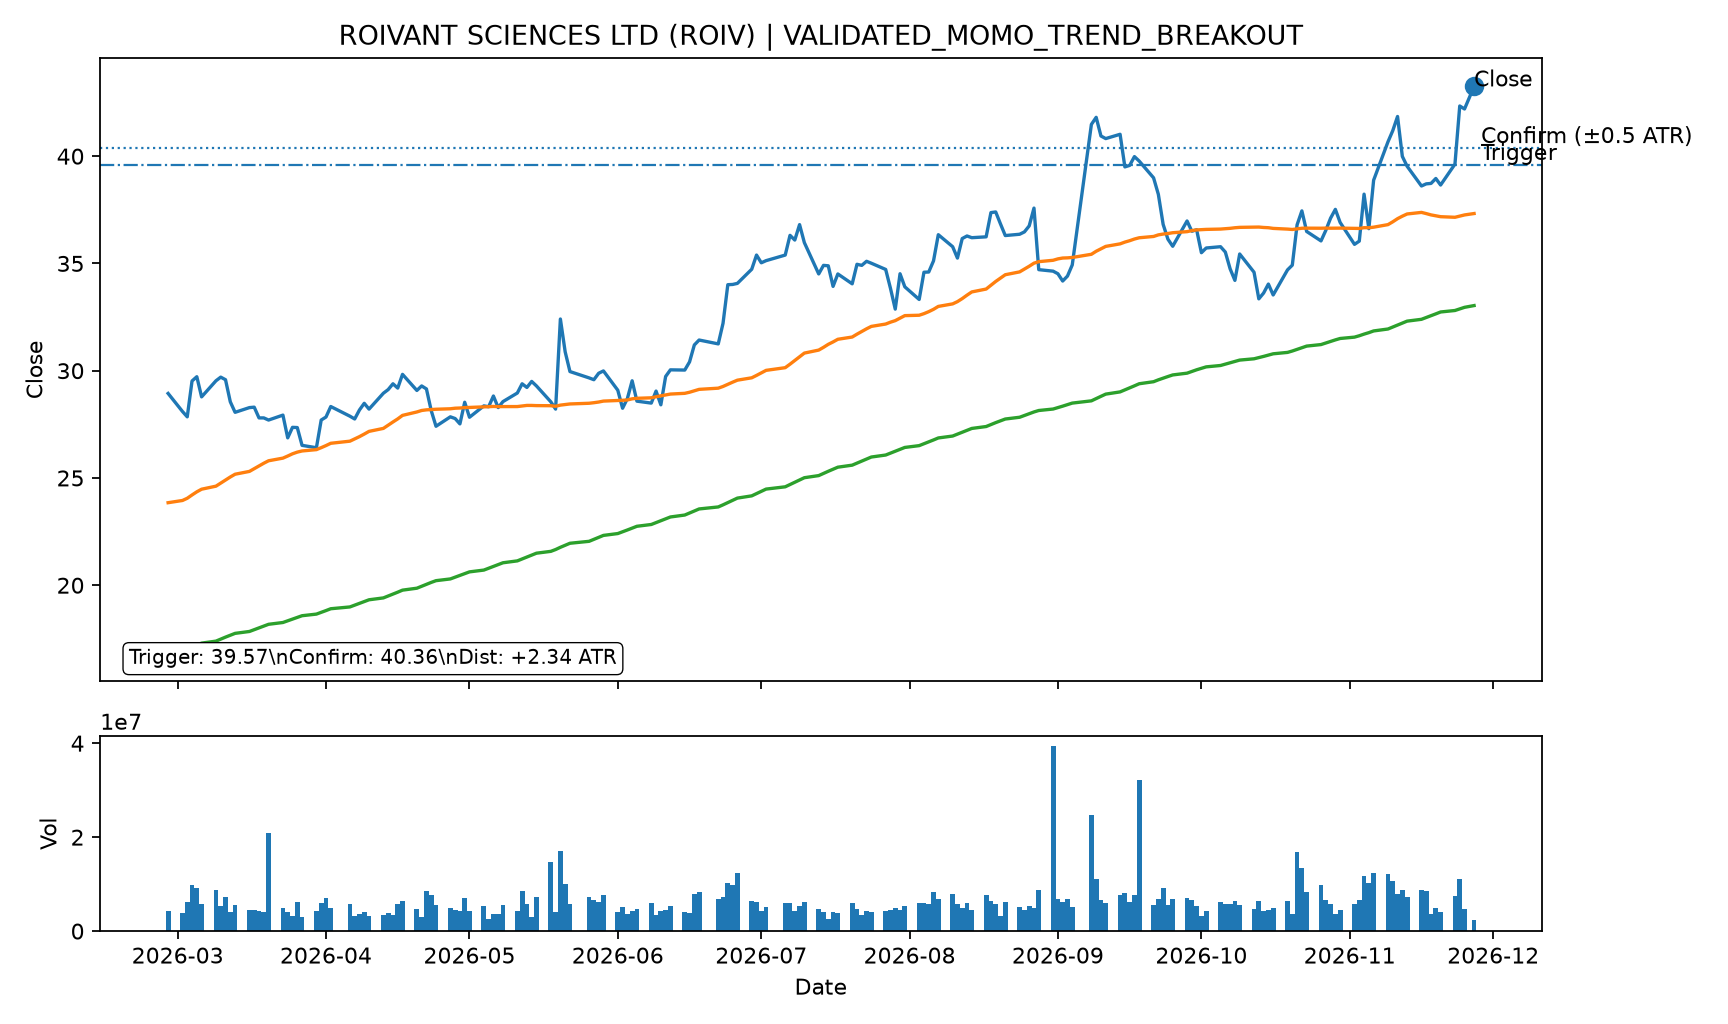 ROIVANT SCIENCES LTD (ROIV) | VALIDATED_MOMO_TREND_BREAKOUT
Close
Confirm (±0.5 ATR)
Trigger
40
35
30
25
20
Close
Trigger: 39.57\nConfirm: 40.36\nDist: +2.34 ATR
1e7
4
2
0
Vol
2026-03 2026-04 2026-05 2026-06 2026-07 2026-08 2026-09 2026-10 2026-11 2026-12
Date